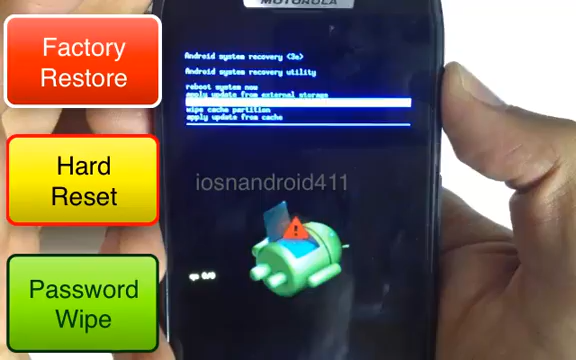 MOTOROLA
Factory
Restore
Android system recovery <3e>
Android system recovery utility
reboot system now
apply update from external storage
wipe cache partition
apply update from cache
Hard
Reset
iosnandroid411
Password
Wipe